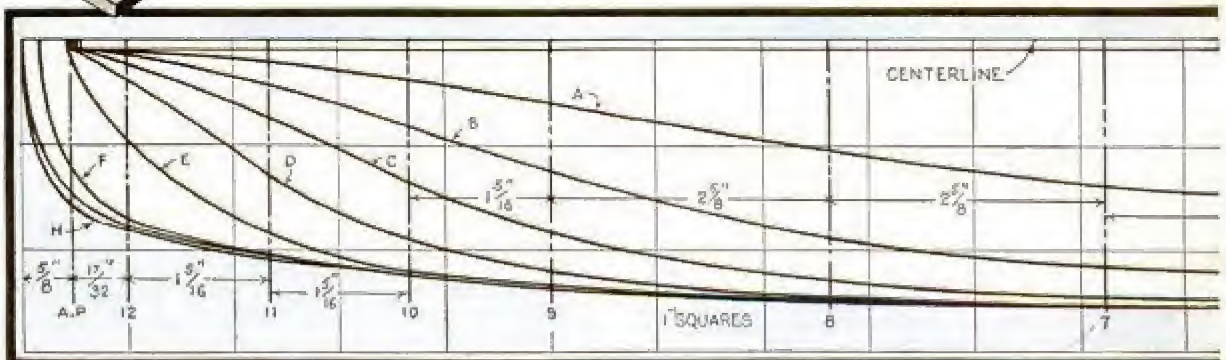 CENTERLINE
A
B
F E D C
1 5/16" 2 5/8" 2 5/8"
H
5/8" 17/32" 1 5/16" 1 5/16"
A.P 12 11 10 9 1" SQUARES 8 7